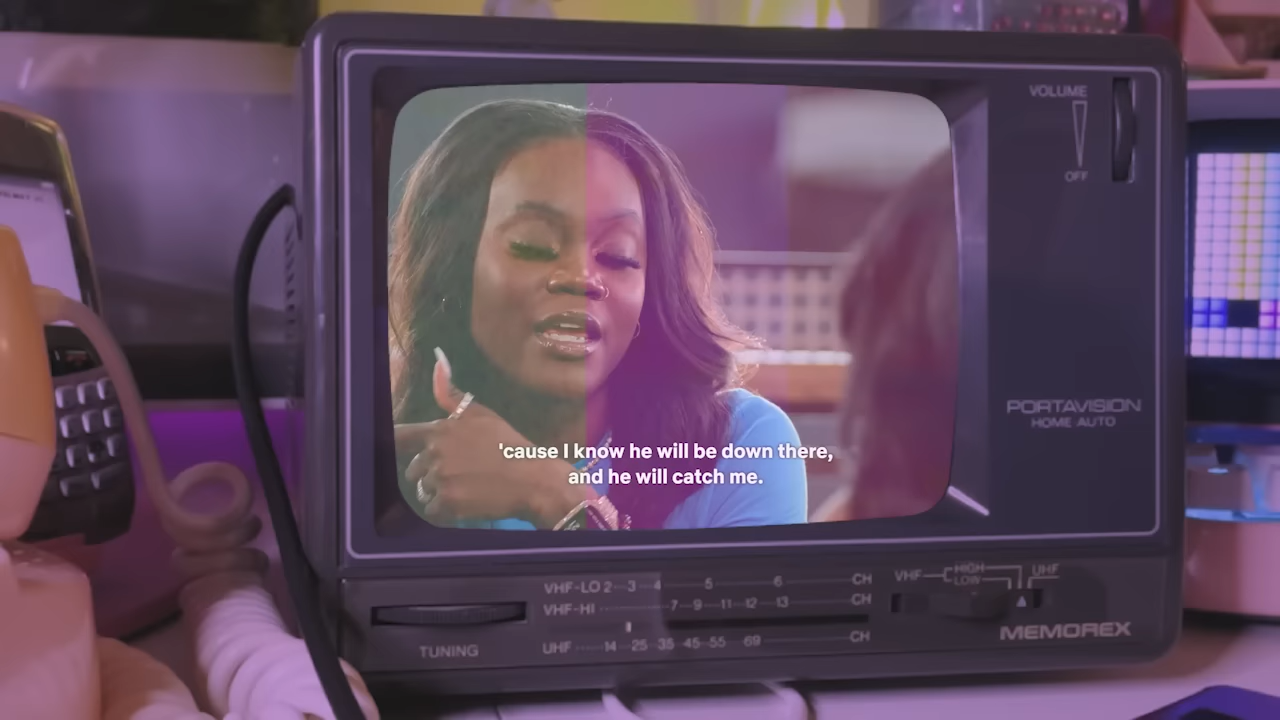 VOLUME
OFF
'cause I know he will be down there,
and he will catch me.
PORTAVISION
HOME AUTO
VHF-LO 2 3 4 5 6 CH
VHF-HI 7 9 11 12 13 CH
UHF 14 25 35 45 55 69 CH
TUNING
VHF HIGH LOW UHF
MEMOREX